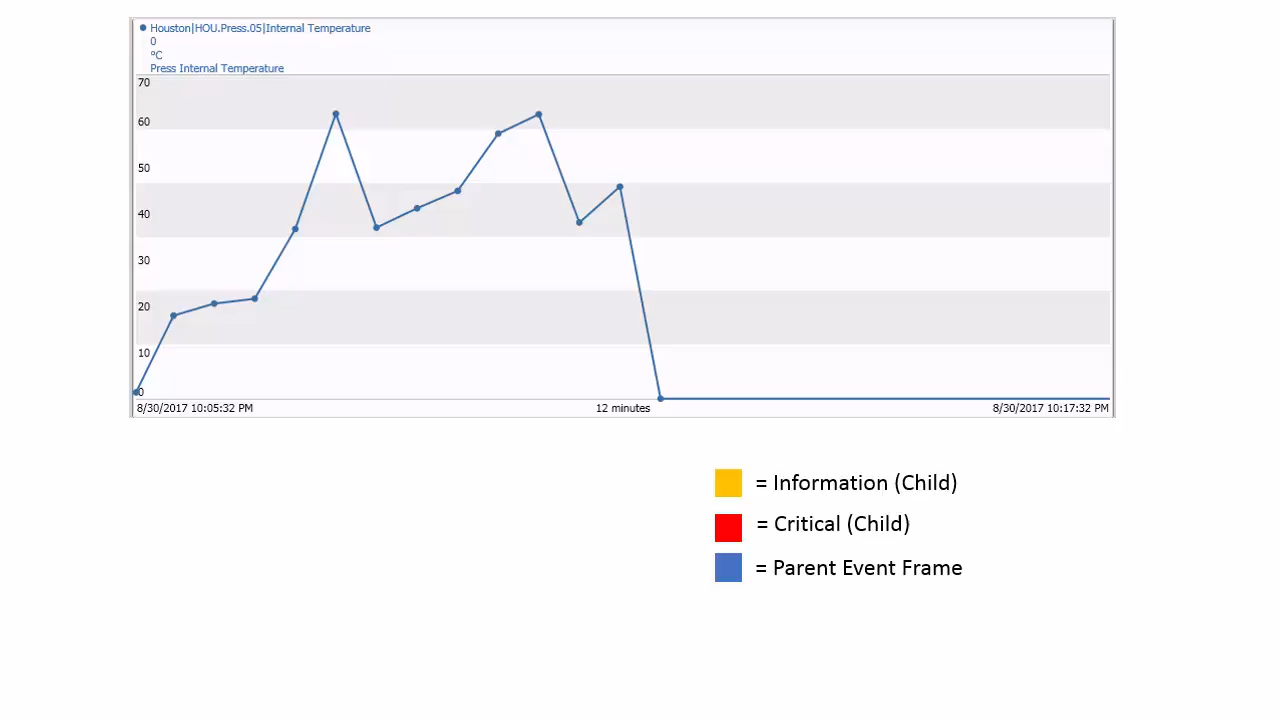 Houston|HOU.Press.05|Internal Temperature
0
°C
Press Internal Temperature
70
60
50
40
30
20
10
0
8/30/2017 10:05:32 PM 12 minutes 8/30/2017 10:17:32 PM
= Information (Child)
= Critical (Child)
= Parent Event Frame